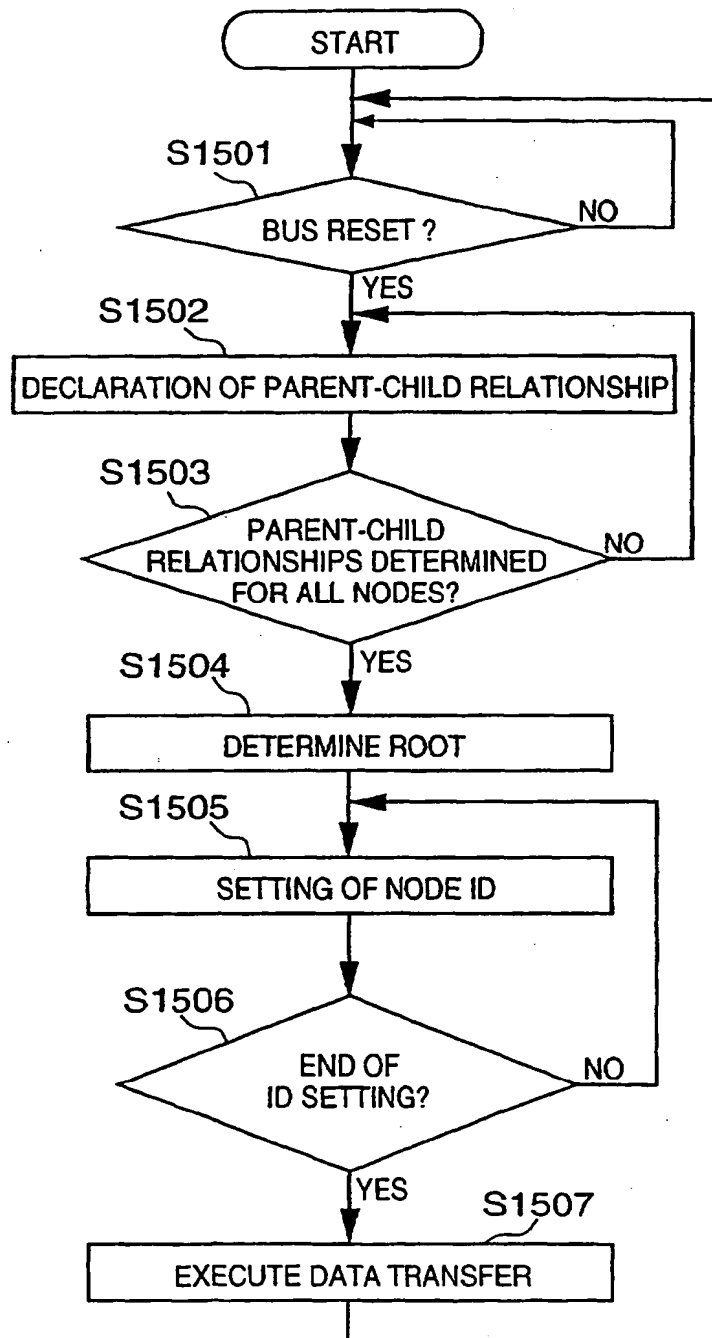 START
S1501
BUS RESET ?
NO
YES
S1502
DECLARATION OF PARENT-CHILD RELATIONSHIP
S1503
PARENT-CHILD
RELATIONSHIPS DETERMINED
FOR ALL NODES?
NO
YES
S1504
DETERMINE ROOT
S1505
SETTING OF NODE ID
S1506
END OF
ID SETTING?
NO
YES
S1507
EXECUTE DATA TRANSFER